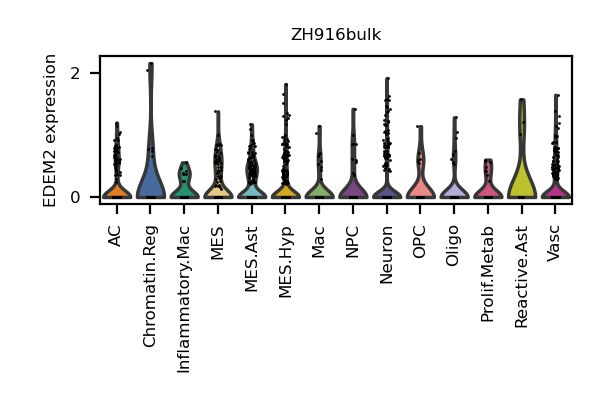 ZH916bulk
EDEM2 expression
2
0
AC
Chromatin.Reg
Inflammatory.Mac
MES
MES.Ast
MES.Hyp
Mac
NPC
Neuron
OPC
Oligo
Prolif.Metab
Reactive.Ast
Vasc